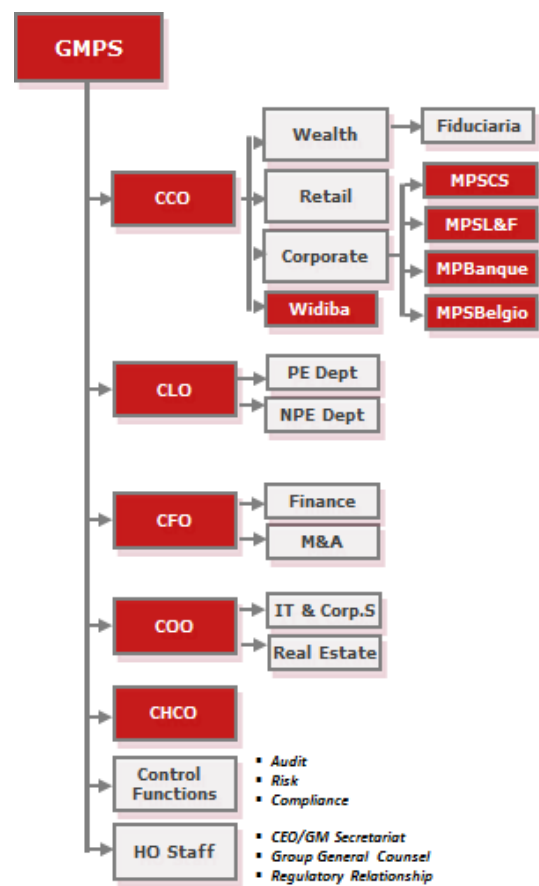 GMPS
CCO
Wealth
Fiduciaria
Retail
Corporate
MPSCS
MPSL&F
MPBanque
MPSBelgio
Widiba
CLO
PE Dept
NPE Dept
CFO
Finance
M&A
COO
IT & Corp.S
Real Estate
CHCO
Control
Functions
▪ Audit
▪ Risk
▪ Compliance
HO Staff
▪ CEO/GM Secretariat
▪ Group General Counsel
▪ Regulatory Relationship